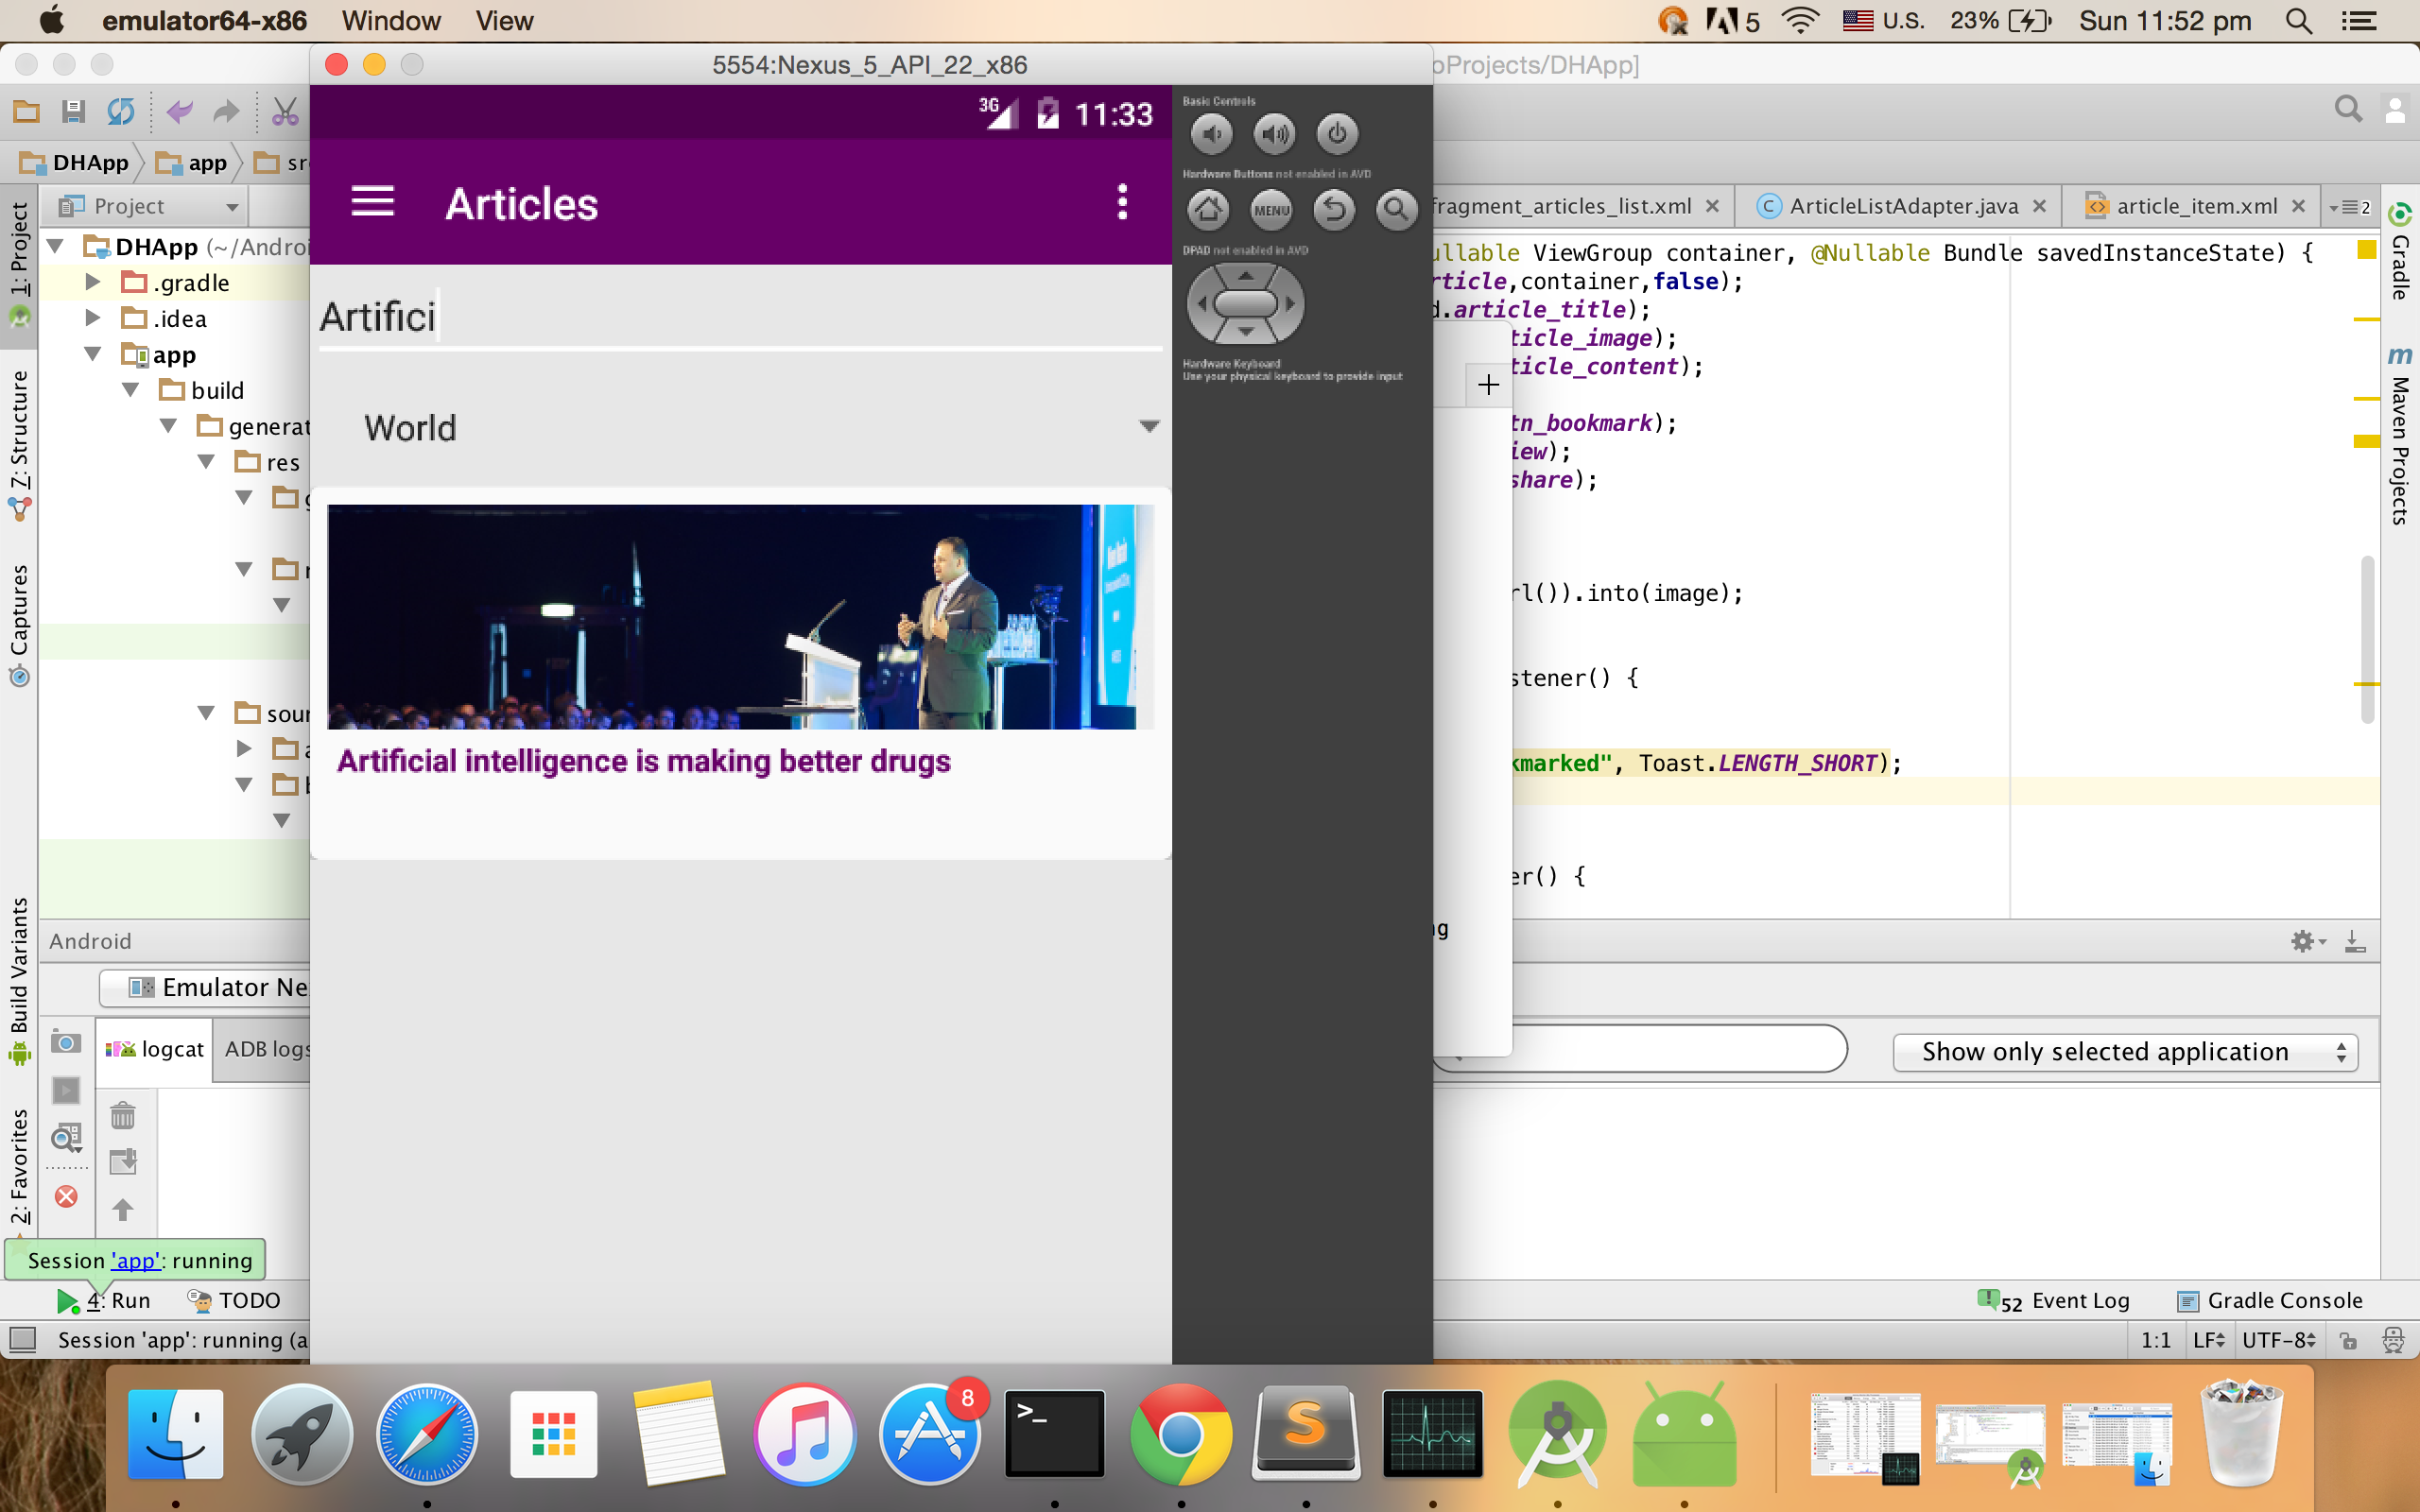 emulator64-x86 Window View
5 U.S. 23% Sun 11:52 pm
5554:Nexus_5_API_22_x86
oProjects/DHApp]
DHApp app
Project
fragment_articles_list.xml ArticleListAdapter.java article_item.xml 2
1: Project
7: Structure
Captures
Build Variants
2: Favorites
DHApp (~/Androi
.gradle
.idea
app
build
generat
res
sour
3G 11:33
Articles
Artifici
World
Artificial intelligence is making better drugs
Basic Controls
Hardware Buttons not enabled in AVD
MENU
DPAD not enabled in AVD
Hardware Keyboard
Use your physical keyboard to provide input
ullable ViewGroup container, @Nullable Bundle savedInstanceState) {
rticle,container,false);
d.article_title);
ticle_image);
ticle_content);
tn_bookmark);
iew);
share);
rl()).into(image);
stener() {
kmarked", Toast.LENGTH_SHORT);
er() {
Gradle
m Maven Projects
Android
Emulator Ne
logcat ADB logs
Show only selected application
Session 'app': running
4: Run TODO
52 Event Log Gradle Console
Session 'app': running (a
1:1 LF UTF-8
8
>_
S